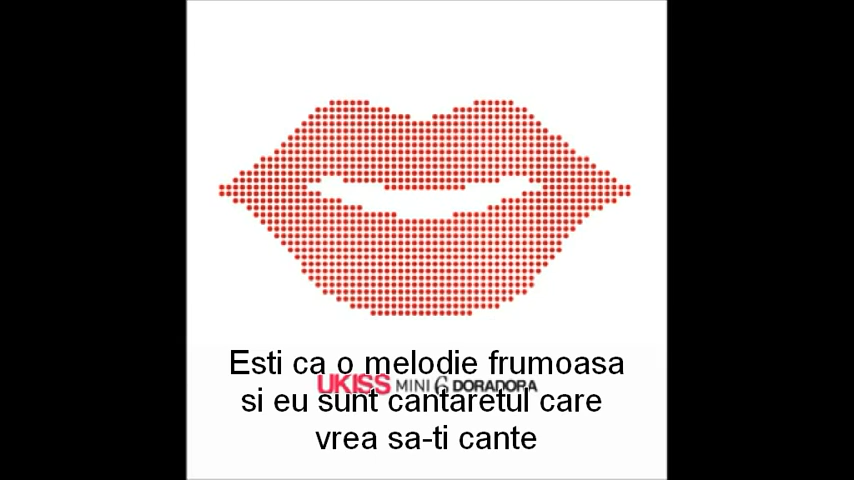 Esti ca o melodie frumoasa
UKISS MINI 6 DORADORA
si eu sunt cantaretul care
vrea sa-ti cante